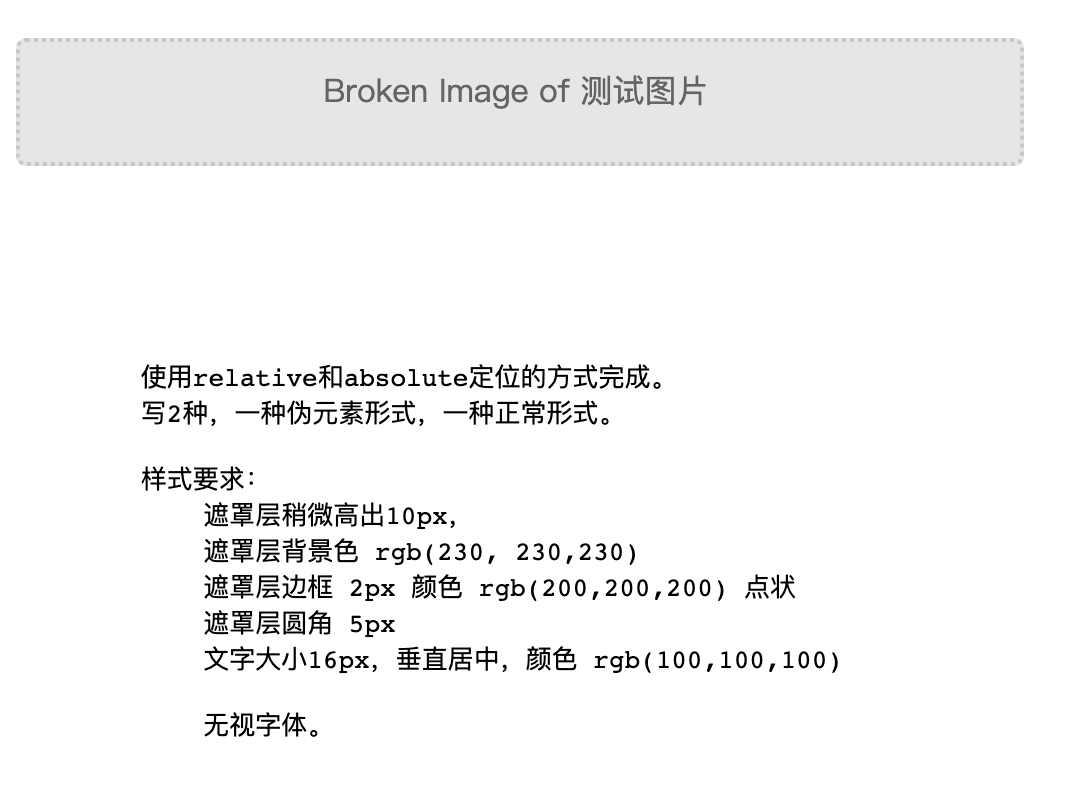 Broken Image of 测试图片
使用relative和absolute定位的方式完成。
写2种，一种伪元素形式，一种正常形式。
样式要求：
遮罩层稍微高出10px，
遮罩层背景色 rgb(230, 230,230)
遮罩层边框 2px 颜色 rgb(200,200,200) 点状
遮罩层圆角 5px
文字大小16px，垂直居中，颜色 rgb(100,100,100)
无视字体。